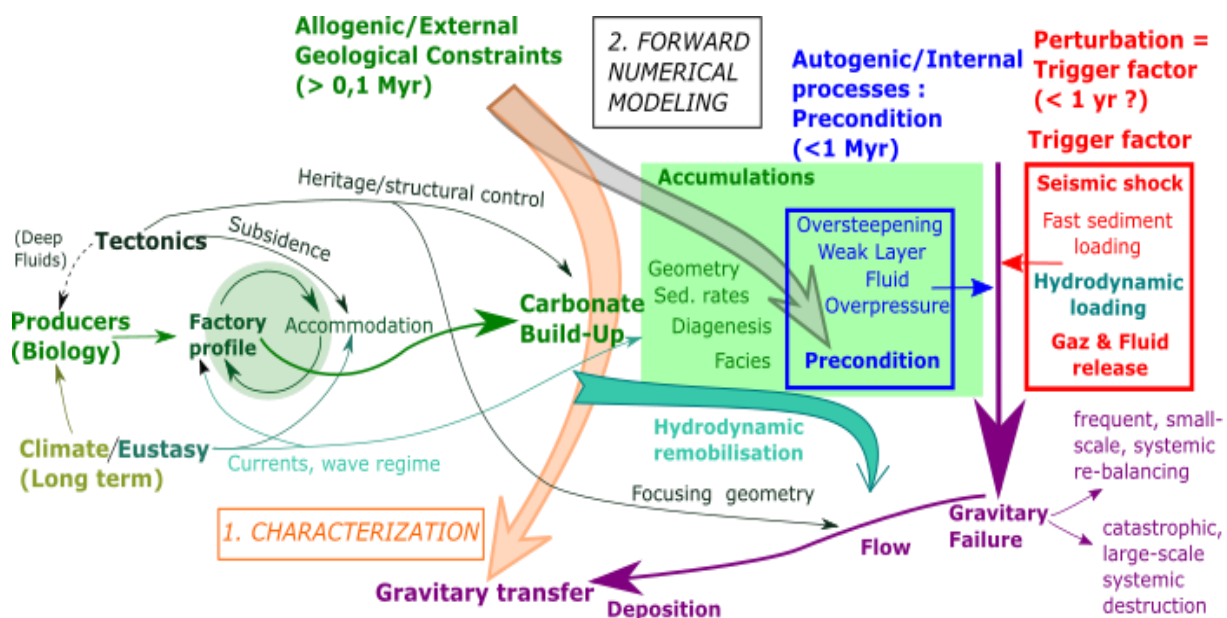 Allogenic/External
Geological Constraints
(> 0,1 Myr)
2. FORWARD
NUMERICAL
MODELING
Autogenic/Internal
processes :
Precondition
(<1 Myr)
Perturbation =
Trigger factor
(< 1 yr ?)
Trigger factor
Heritage/structural control
(Deep
Fluids)
Tectonics
Subsidence
Producers
(Biology)
Factory
profile
Accommodation
Carbonate
Build-Up
Climate/Eustasy
(Long term)
Currents, wave regime
Accumulations
Geometry
Sed. rates
Diagenesis
Facies
Oversteepening
Weak Layer
Fluid
Overpressure
Precondition
Seismic shock
Fast sediment
loading
Hydrodynamic
loading
Gaz & Fluid
release
Hydrodynamic
remobilisation
Focusing geometry
1. CHARACTERIZATION
Gravitary transfer
Deposition
Flow
Gravitary
Failure
frequent, small-
scale, systemic
re-balancing
catastrophic,
large-scale
systemic
destruction